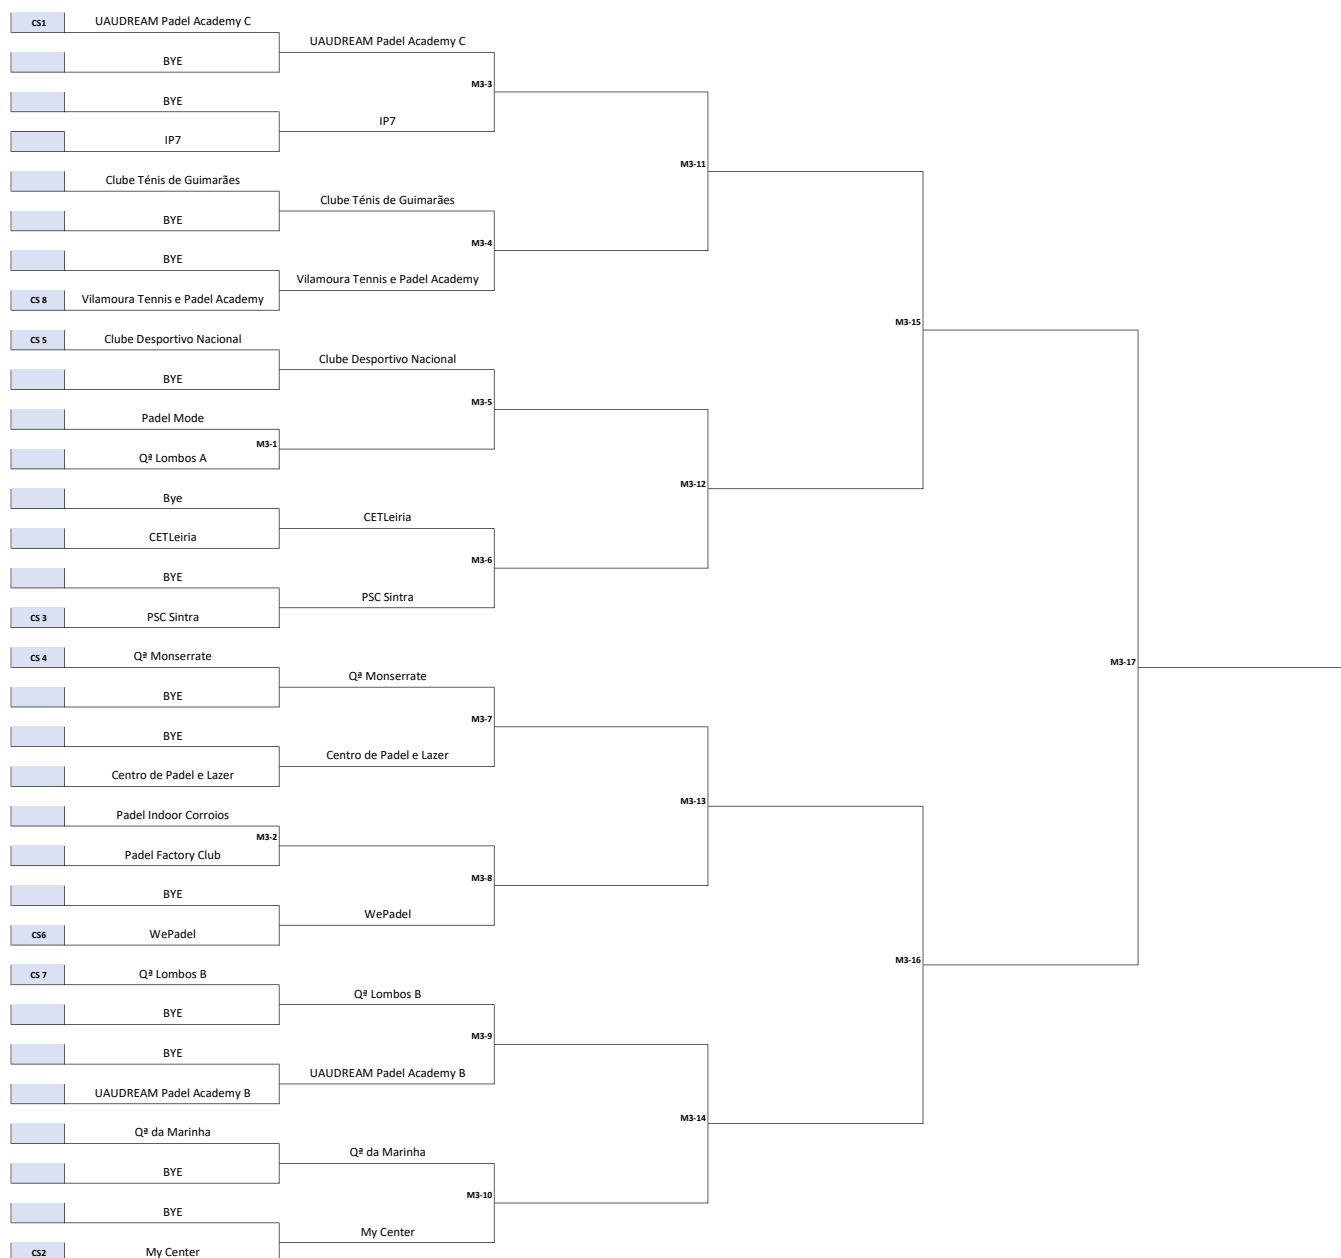 CS1 UAUDREAM Padel Academy C
UAUDREAM Padel Academy C
BYE
M3-3
BYE
IP7
IP7
M3-11
Clube Ténis de Guimarães
Clube Ténis de Guimarães
BYE
M3-4
BYE
Vilamoura Tennis e Padel Academy
CS 8 Vilamoura Tennis e Padel Academy
M3-15
CS 5 Clube Desportivo Nacional
Clube Desportivo Nacional
BYE
M3-5
Padel Mode
M3-1
Qª Lombos A
M3-12
Bye
CETLeiria
CETLeiria
M3-6
BYE
PSC Sintra
CS 3 PSC Sintra
CS 4 Qª Monserrate
M3-17
Qª Monserrate
BYE
M3-7
BYE
Centro de Padel e Lazer
Centro de Padel e Lazer
M3-13
Padel Indoor Corroios
M3-2
Padel Factory Club
M3-8
BYE
WePadel
CS6 WePadel
M3-16
CS 7 Qª Lombos B
Qª Lombos B
BYE
M3-9
BYE
UAUDREAM Padel Academy B
UAUDREAM Padel Academy B
M3-14
Qª da Marinha
Qª da Marinha
BYE
M3-10
BYE
My Center
CS2 My Center